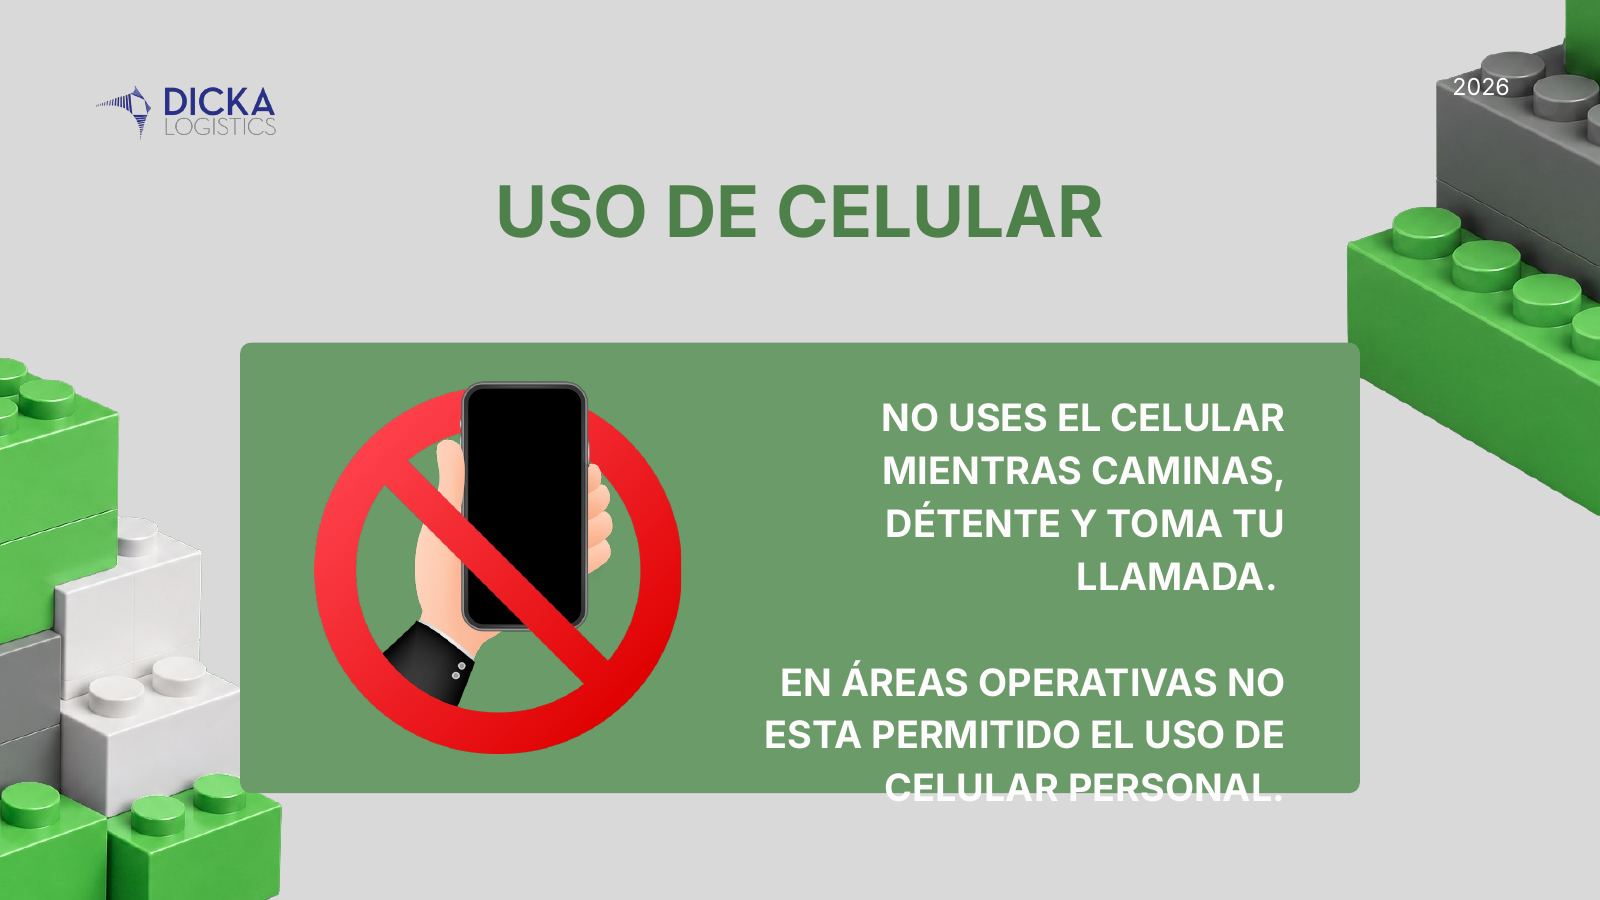 DICKA
LOGISTICS
2026
USO DE CELULAR
NO USES EL CELULAR
MIENTRAS CAMINAS,
DÉTENTE Y TOMA TU
LLAMADA.
EN ÁREAS OPERATIVAS NO
ESTA PERMITIDO EL USO DE
CELULAR PERSONAL.